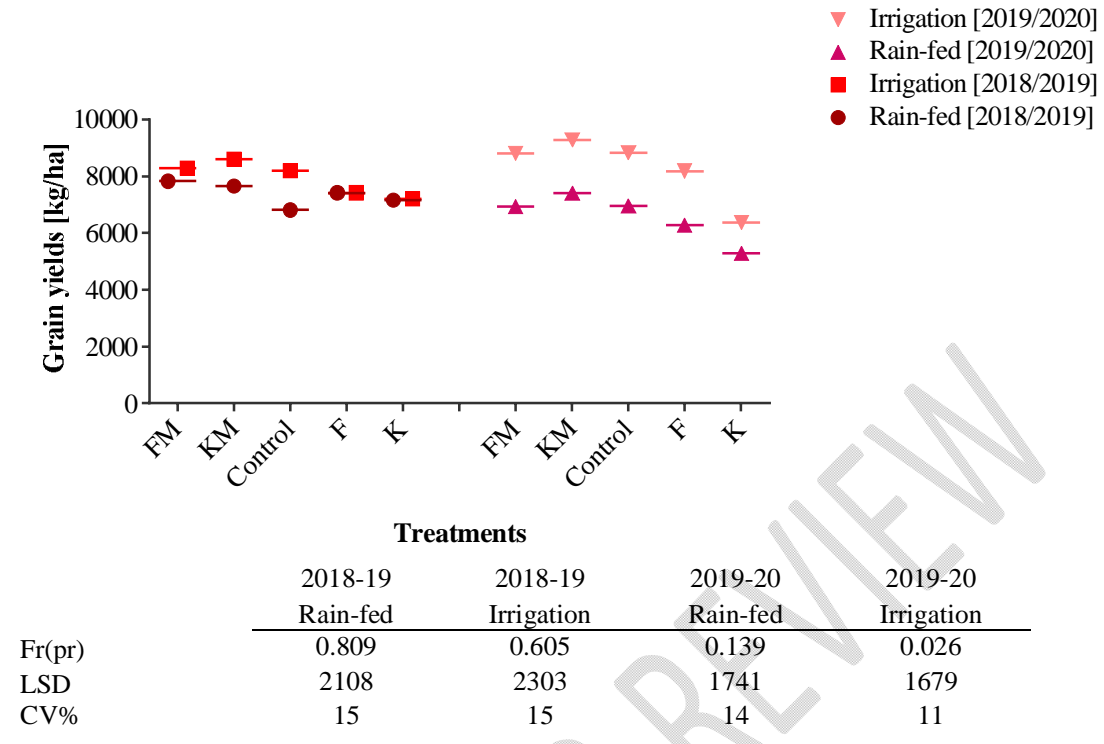 Irrigation [2019/2020]
Rain-fed [2019/2020]
Irrigation [2018/2019]
Rain-fed [2018/2019]
Grain yields [kg/ha]
10000
8000
6000
4000
2000
0
FM KM Control F K FM KM Control F K
Treatments
2018-19 2018-19 2019-20 2019-20
Rain-fed Irrigation Rain-fed Irrigation
Fr(pr) 0.809 0.605 0.139 0.026
LSD 2108 2303 1741 1679
CV% 15 15 14 11
REVIEW